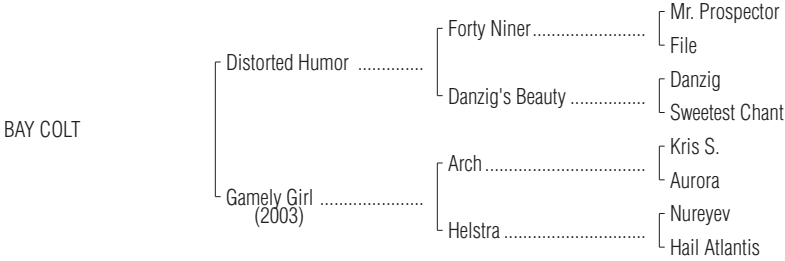 Mr. Prospector
Forty Niner..........................
File
Distorted Humor ...............
Danzig
Danzig's Beauty .................
Sweetest Chant
BAY COLT
Kris S.
Arch.....................................
Aurora
Gamely Girl ........................
(2003)
Nureyev
Helstra .................................
Hail Atlantis